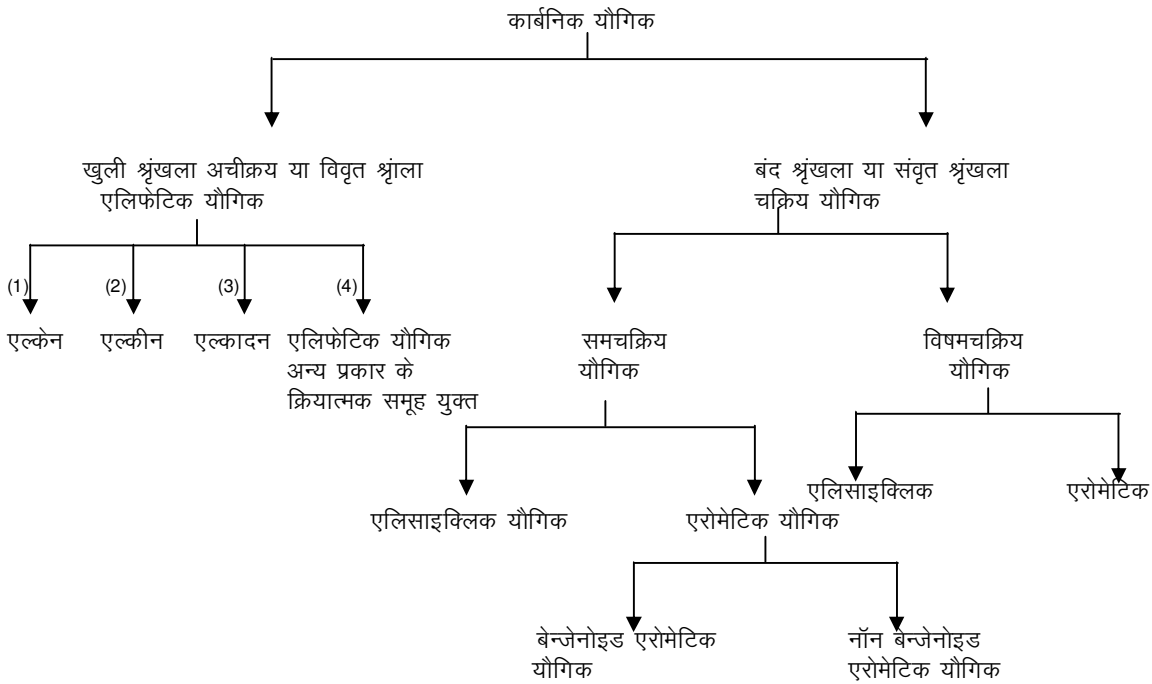 कार्बनिक यौगिक
खुली श्रृंखला अचीक्रय या विवृत श्रृंाला
एलिफेटिक यौगिक
बंद श्रृंखला या संवृत श्रृंखला
चक्रिय यौगिक
(1)
(2)
(3)
(4)
एल्केन
एल्कीन
एल्कादन
एलिफेटिक यौगिक
अन्य प्रकार के
क्रियात्मक समूह युक्त
समचक्रिय
यौगिक
विषमचक्रिय
यौगिक
एलिसाइक्लिक यौगिक
एरोमेटिक यौगिक
एलिसाइक्लिक
एरोमेटिक
बेन्जेनोइड एरोमेटिक
यौगिक
नॉन बेन्जेनोइड
एरोमेटिक यौगिक